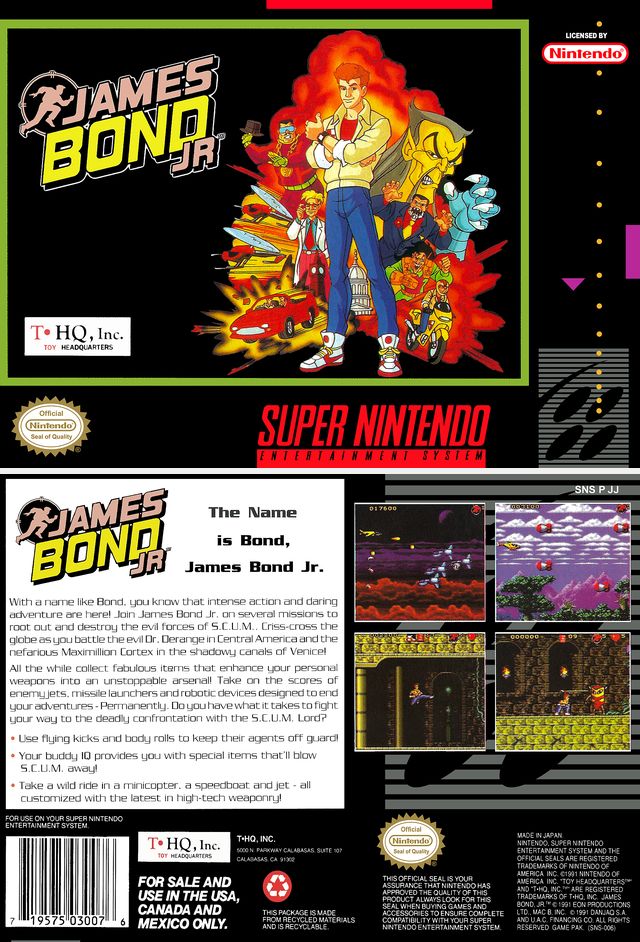 LICENSED BY
Nintendo®
JAMES
BOND
JR™
T•HQ, Inc.
TOY HEADQUARTERS
Official
Nintendo
Seal of Quality
SUPER NINTENDO
ENTERTAINMENT SYSTEM
SNS P JJ
JAMES
BOND
JR™
The Name
is Bond,
James Bond Jr.
With a name like Bond, you know that intense action and daring
adventure are here! Join James Bond Jr. on several missions to
root out and destroy the evil forces of S.C.U.M.. Criss-cross the
globe as you battle the evil Dr. Derange in Central America and the
nefarious Maximillion Cortex in the shadowy canals of Venice!
All the while collect fabulous items that enhance your personal
weapons into an unstoppable arsenal! Take on the scores of
enemy jets, missile launchers and robotic devices designed to end
your adventures - Permanently. Do you have what it takes to fight
your way to the deadly confrontation with the S.C.U.M. Lord?
• Use flying kicks and body rolls to keep their agents off guard!
• Your buddy IQ provides you with special items that'll blow
S.C.U.M. away!
• Take a wild ride in a minicopter, a speedboat and jet - all
customized with the latest in high-tech weaponry!
017600
000000
FOR USE ON YOUR SUPER NINTENDO
ENTERTAINMENT SYSTEM.
7 19575 03007 6
T•HQ, Inc.
TOY HEADQUARTERS
T•HQ, INC.
5000 N. PARKWAY CALABASAS, SUITE 107
CALABASAS, CA 91302
FOR SALE AND
USE IN THE USA,
CANADA AND
MEXICO ONLY.
THIS PACKAGE IS MADE
FROM RECYCLED MATERIALS
AND IS RECYCLABLE.
Official
Nintendo
Seal of Quality
THIS OFFICIAL SEAL IS YOUR
ASSURANCE THAT NINTENDO HAS
APPROVED THE QUALITY OF THIS
PRODUCT. ALWAYS LOOK FOR THIS
SEAL WHEN BUYING GAMES AND
ACCESSORIES TO ENSURE COMPLETE
COMPATIBILITY WITH YOUR SUPER
NINTENDO ENTERTAINMENT SYSTEM.
MADE IN JAPAN
NINTENDO, SUPER NINTENDO
ENTERTAINMENT SYSTEM AND THE
OFFICIAL SEALS ARE REGISTERED
TRADEMARKS OF NINTENDO OF
AMERICA INC. ©1991 NINTENDO OF
AMERICA INC. "TOY HEADQUARTERS™"
AND "T•HQ, INC.™" ARE REGISTERED
TRADEMARKS OF T•HQ, INC. JAMES
BOND, JR.™ ©1991 EON PRODUCTIONS
LTD., MAC B, INC. © 1991 DANJAQ S.A.
AND U.A.C. FINANCING CO. ALL RIGHTS
RESERVED GAME PAK. (SNS-006)